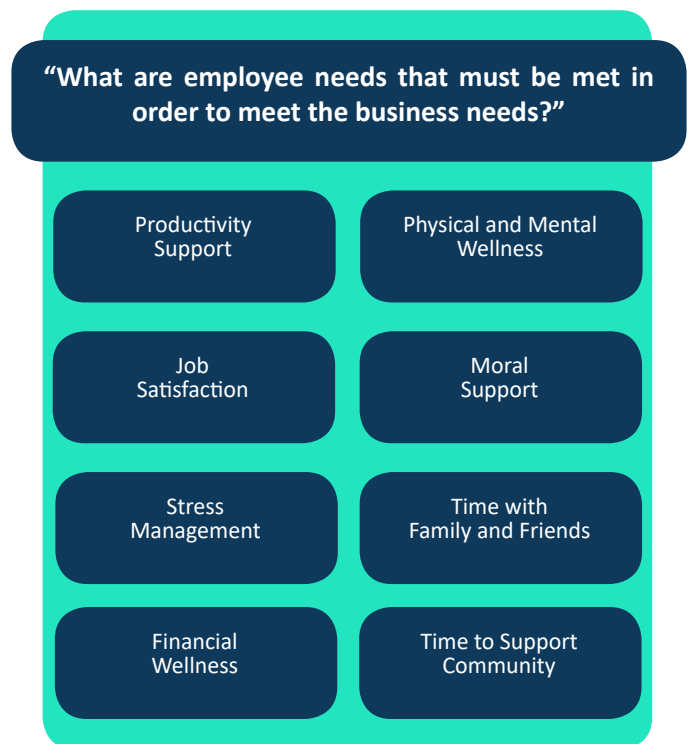 “What are employee needs that must be met in
order to meet the business needs?”
Productivity
Support
Physical and Mental
Wellness
Job
Satisfaction
Moral
Support
Stress
Management
Time with
Family and Friends
Financial
Wellness
Time to Support
Community